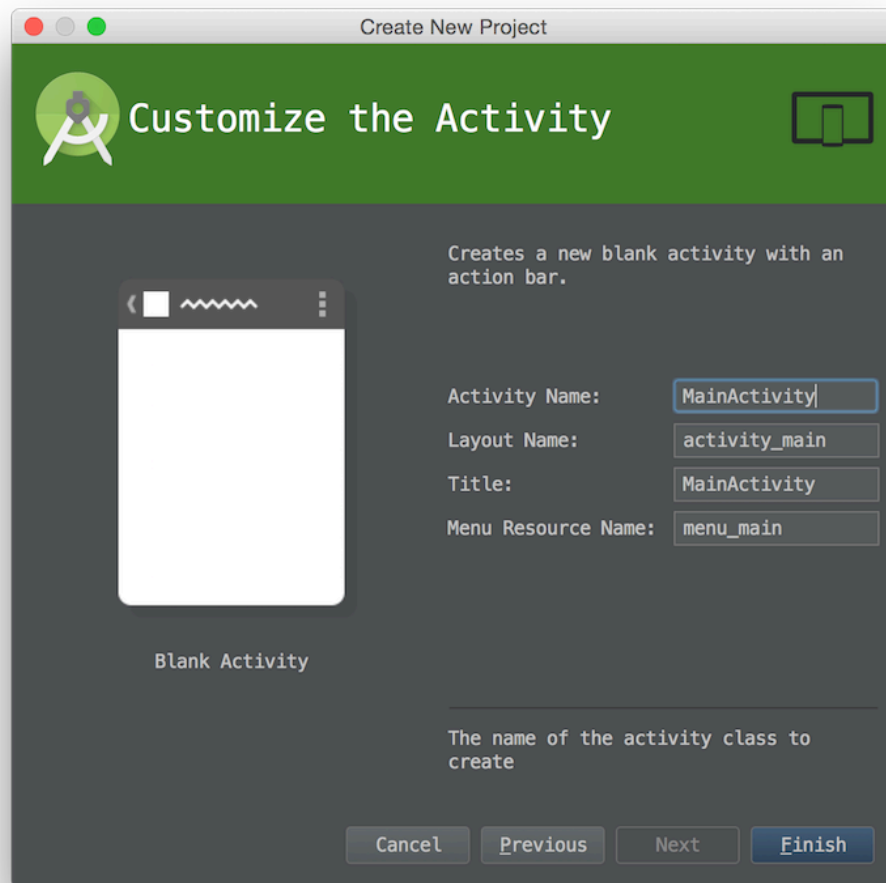 Create New Project
Customize the Activity
Creates a new blank activity with an
action bar.
Activity Name: MainActivity
Layout Name: activity_main
Title: MainActivity
Menu Resource Name: menu_main
Blank Activity
The name of the activity class to
create
Cancel Previous Next Finish